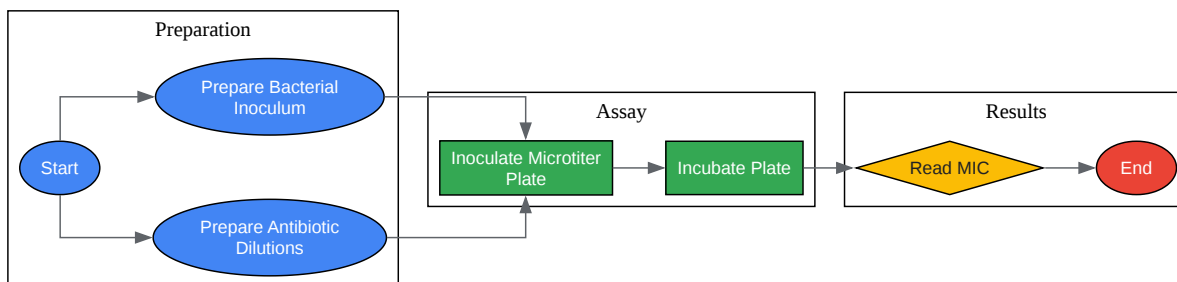 Preparation
Start
Prepare Bacterial
Inoculum
Prepare Antibiotic
Dilutions
Assay
Inoculate Microtiter
Plate
Incubate Plate
Results
Read MIC
End